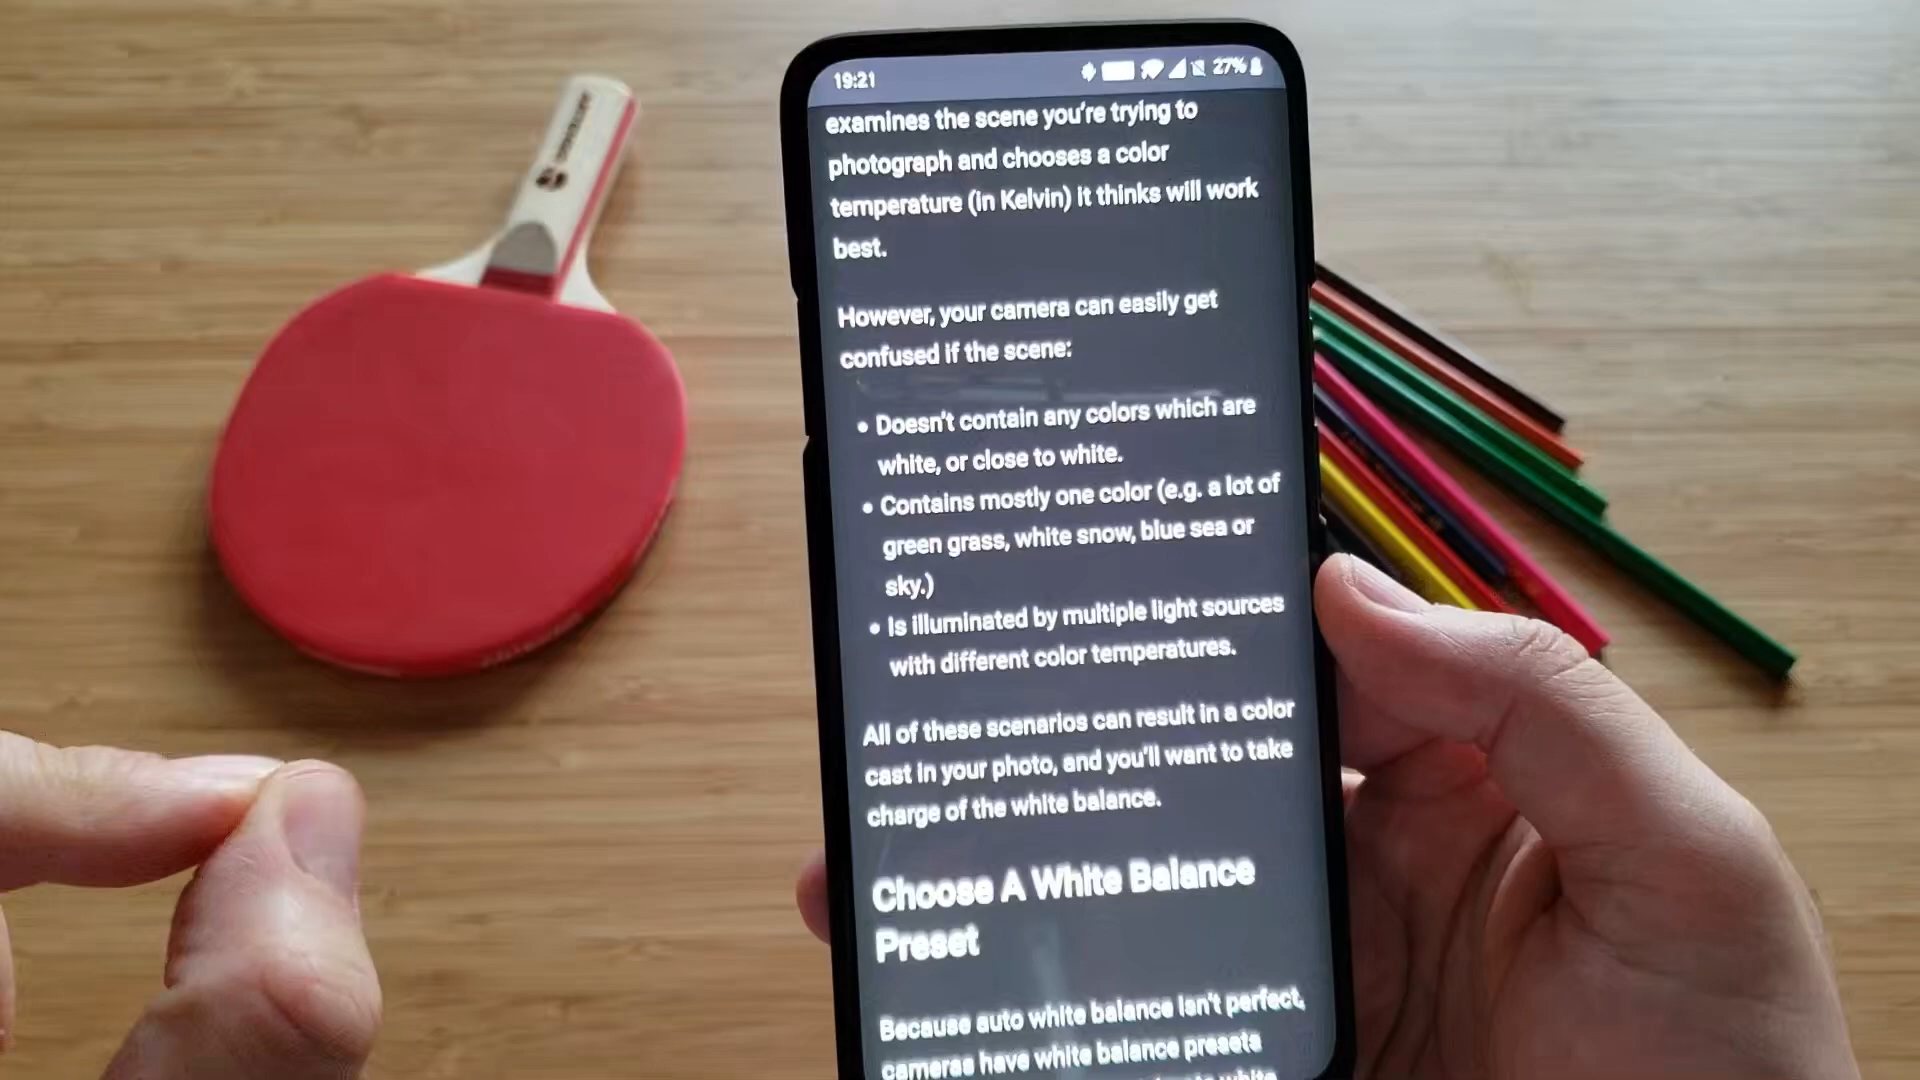 19:21
27%
examines the scene you're trying to
photograph and chooses a color
temperature (in Kelvin) it thinks will work
best.
However, your camera can easily get
confused if the scene:
• Doesn't contain any colors which are
white, or close to white.
• Contains mostly one color (e.g. a lot of
green grass, white snow, blue sea or
sky.)
• Is illuminated by multiple light sources
with different color temperatures.
All of these scenarios can result in a color
cast in your photo, and you'll want to take
charge of the white balance.
Choose A White Balance
Preset
Because auto white balance isn't perfect,
cameras have white balance presets
white